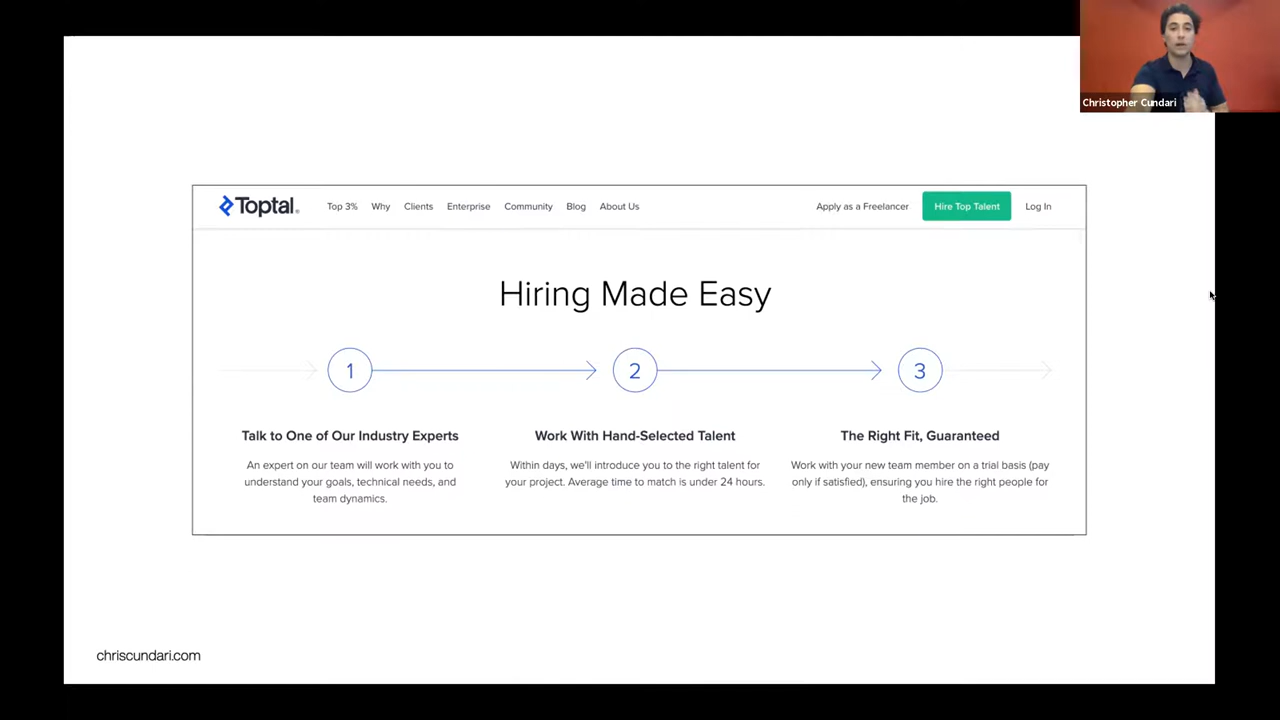 Christopher Cundari
Toptal®
Top 3% Why Clients Enterprise Community Blog About Us Apply as a Freelancer Hire Top Talent Log In
Hiring Made Easy
1 2 3
Talk to One of Our Industry Experts
An expert on our team will work with you to
understand your goals, technical needs, and
team dynamics.
Work With Hand-Selected Talent
Within days, we'll introduce you to the right talent for
your project. Average time to match is under 24 hours.
The Right Fit, Guaranteed
Work with your new team member on a trial basis (pay
only if satisfied), ensuring you hire the right people for
the job.
chriscundari.com